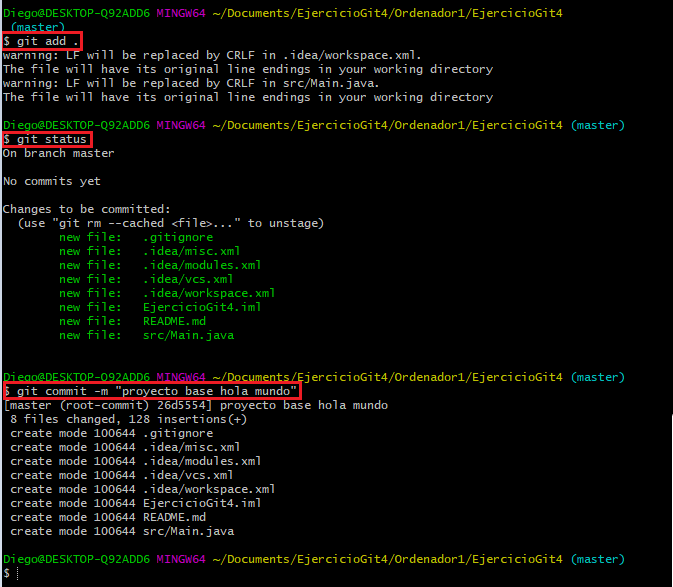 Diego@DESKTOP-Q92ADD6 MINGW64 ~/Documents/EjercicioGit4/Ordenador1/EjercicioGit4
(master)
$ git add .
warning: LF will be replaced by CRLF in .idea/workspace.xml.
The file will have its original line endings in your working directory
warning: LF will be replaced by CRLF in src/Main.java.
The file will have its original line endings in your working directory
Diego@DESKTOP-Q92ADD6 MINGW64 ~/Documents/EjercicioGit4/Ordenador1/EjercicioGit4 (master)
$ git status
On branch master
No commits yet
Changes to be committed:
(use "git rm --cached <file>..." to unstage)
new file: .gitignore
new file: .idea/misc.xml
new file: .idea/modules.xml
new file: .idea/vcs.xml
new file: .idea/workspace.xml
new file: EjercicioGit4.iml
new file: README.md
new file: src/Main.java
Diego@DESKTOP-Q92ADD6 MINGW64 ~/Documents/EjercicioGit4/Ordenador1/EjercicioGit4 (master)
$ git commit -m "proyecto base hola mundo"
[master (root-commit) 26d5554] proyecto base hola mundo
8 files changed, 128 insertions(+)
create mode 100644 .gitignore
create mode 100644 .idea/misc.xml
create mode 100644 .idea/modules.xml
create mode 100644 .idea/vcs.xml
create mode 100644 .idea/workspace.xml
create mode 100644 EjercicioGit4.iml
create mode 100644 README.md
create mode 100644 src/Main.java
Diego@DESKTOP-Q92ADD6 MINGW64 ~/Documents/EjercicioGit4/Ordenador1/EjercicioGit4 (master)
$